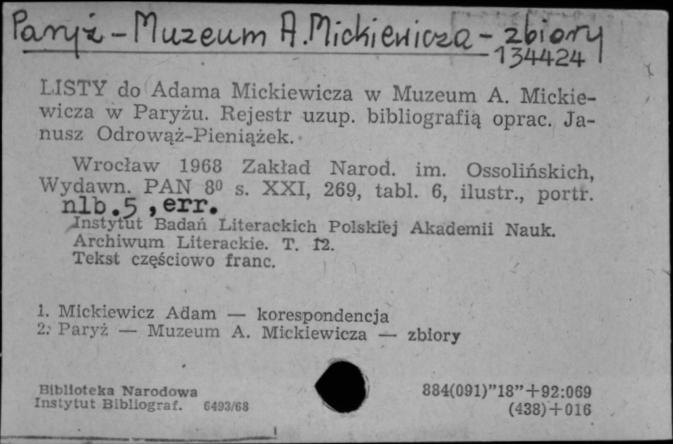 Paryż - Muzeum A. Mickiewicza - zbiory
134424
LISTY do Adama Mickiewicza w Muzeum A. Mickie-
wicza w Paryżu. Rejestr uzup. bibliografią oprac. Ja-
nusz Odrowąż-Pieniążek.
Wrocław 1968 Zakład Narod. im. Ossolińskich,
Wydawn. PAN 8⁰ s. XXI, 269, tabl. 6, ilustr., portr.
nlb.5, err.
Instytut Badań Literackich Polskiej Akademii Nauk.
Archiwum Literackie. T. 12.
Tekst częściowo franc.
1. Mickiewicz Adam — korespondencja
2. Paryż — Muzeum A. Mickiewicza — zbiory
Biblioteka Narodowa
Instytut Bibliograf. 6493/68
884(091)"18"+92:069
(438)+016